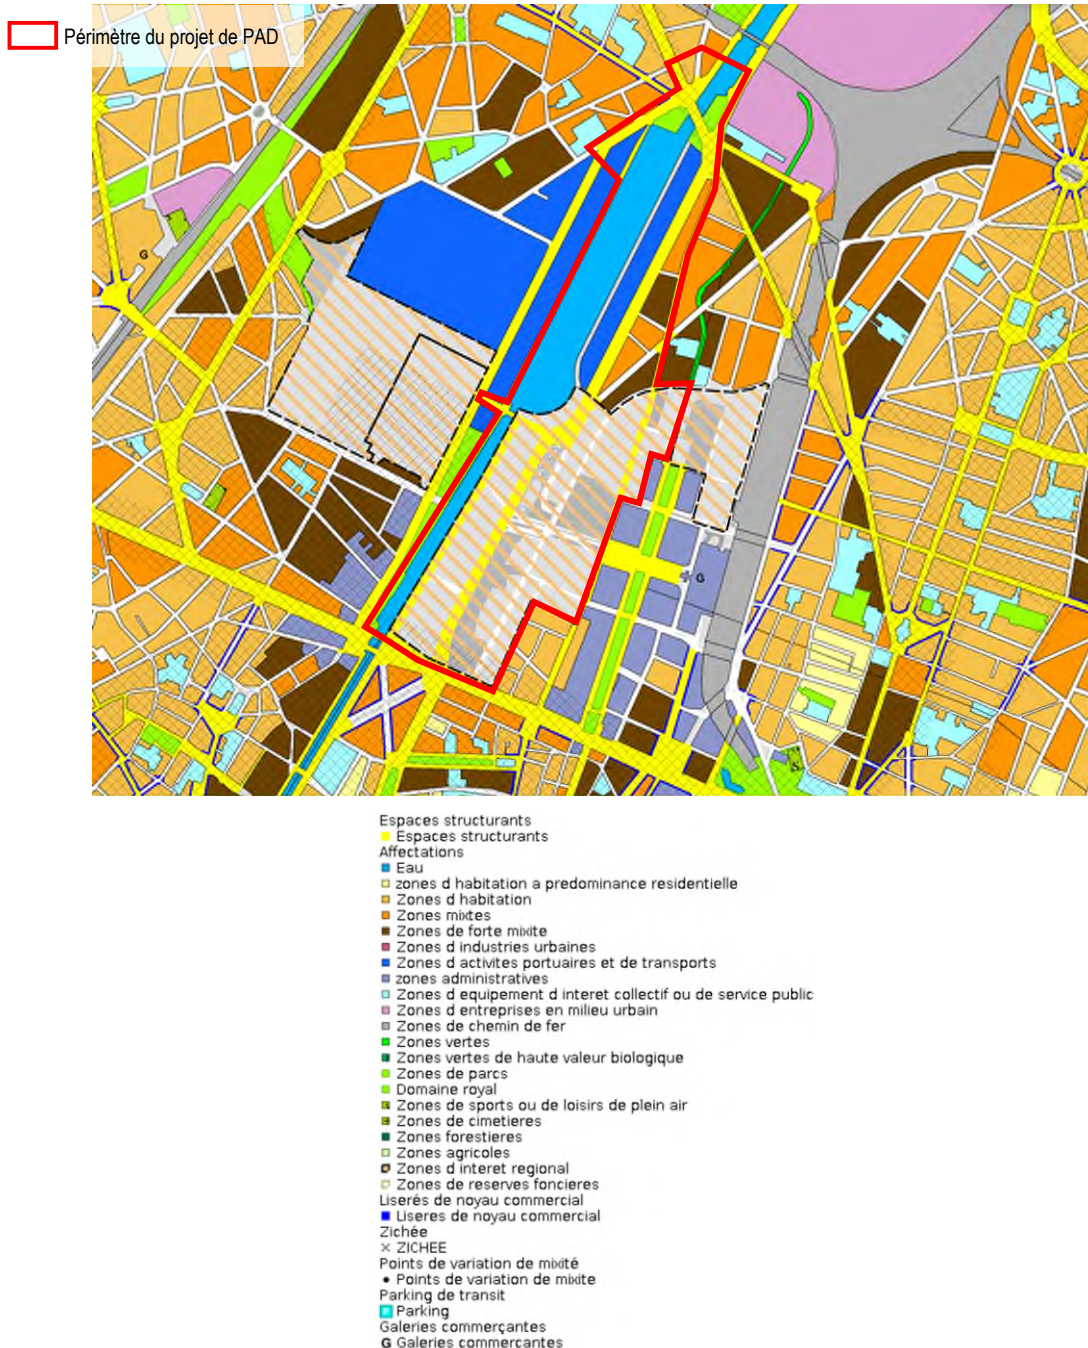 Périmètre du projet de PAD
G
G
Espaces structurants
Espaces structurants
Affectations
Eau
zones d habitation a predominance residentielle
Zones d habitation
Zones mixtes
Zones de forte mixite
Zones d industries urbaines
Zones d activites portuaires et de transports
zones administratives
Zones d equipement d interet collectif ou de service public
Zones d entreprises en milieu urbain
Zones de chemin de fer
Zones vertes
Zones vertes de haute valeur biologique
Zones de parcs
Domaine royal
Zones de sports ou de loisirs de plein air
Zones de cimetieres
Zones forestieres
Zones agricoles
Zones d interet regional
Zones de reserves foncieres
Liserés de noyau commercial
Liseres de noyau commercial
Zichée
ZICHEE
Points de variation de mixité
Points de variation de mixite
Parking de transit
Parking
Galeries commerçantes
G Galeries commercantes